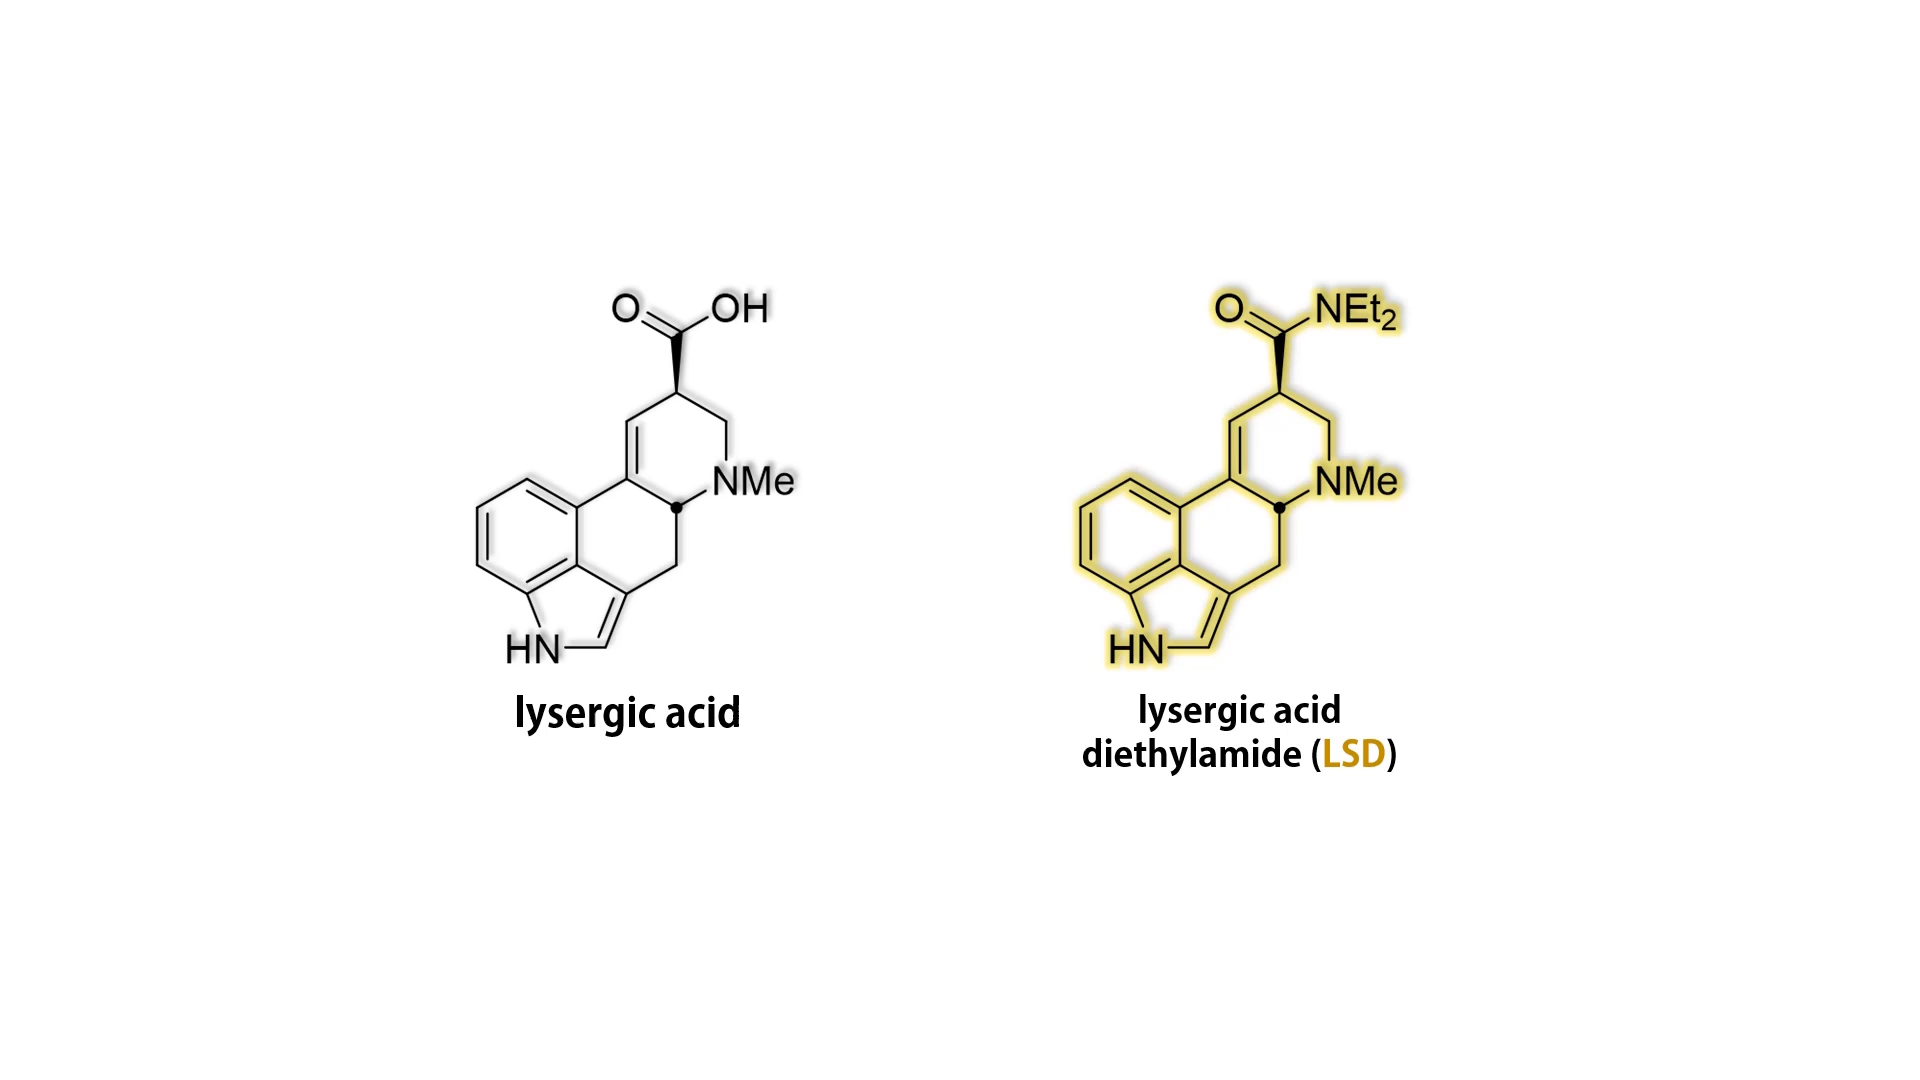 O OH
NMe
HN
lysergic acid
O NEt₂
NMe
HN
lysergic acid
diethylamide (LSD)